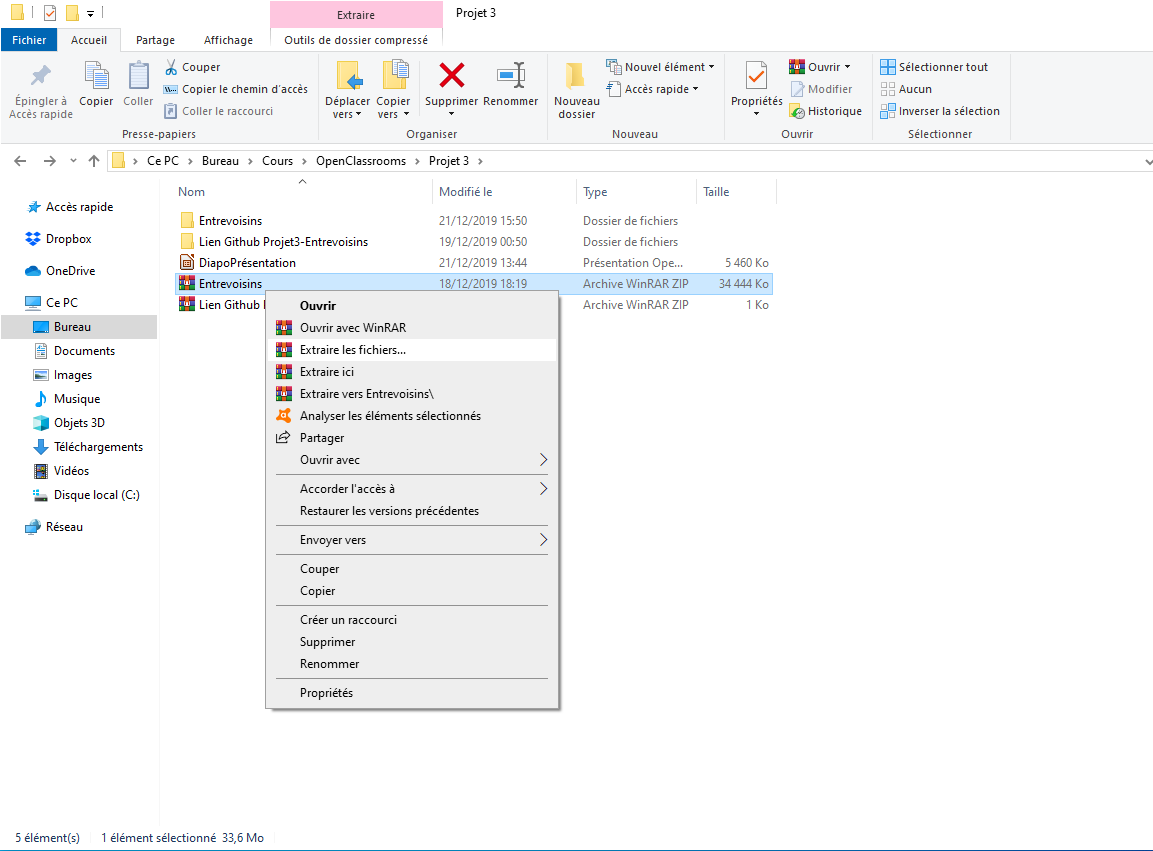 Extraire Projet 3
Fichier Accueil Partage Affichage Outils de dossier compressé
Épingler à Accès rapide
Copier
Coller
Couper
Copier le chemin d'accès
Coller le raccourci
Presse-papiers
Déplacer vers
Copier vers
Supprimer
Renommer
Organiser
Nouveau dossier
Nouvel élément
Accès rapide
Nouveau
Propriétés
Ouvrir
Modifier
Historique
Ouvrir
Sélectionner tout
Aucun
Inverser la sélection
Sélectionner
Ce PC > Bureau > Cours > OpenClassrooms > Projet 3 >
Accès rapide
Dropbox
OneDrive
Ce PC
Bureau
Documents
Images
Musique
Objets 3D
Téléchargements
Vidéos
Disque local (C:)
Réseau
Nom Modifié le Type Taille
Entrevoisins 21/12/2019 15:50 Dossier de fichiers
Lien Github Projet3-Entrevoisins 19/12/2019 00:50 Dossier de fichiers
DiapoPrésentation 21/12/2019 13:44 Présentation Ope... 5 460 Ko
Entrevoisins 18/12/2019 18:19 Archive WinRAR ZIP 34 444 Ko
Lien Github Archive WinRAR ZIP 1 Ko
Ouvrir
Ouvrir avec WinRAR
Extraire les fichiers...
Extraire ici
Extraire vers Entrevoisins\
Analyser les éléments sélectionnés
Partager
Ouvrir avec
Accorder l'accès à
Restaurer les versions précédentes
Envoyer vers
Couper
Copier
Créer un raccourci
Supprimer
Renommer
Propriétés
5 élément(s) 1 élément sélectionné 33,6 Mo